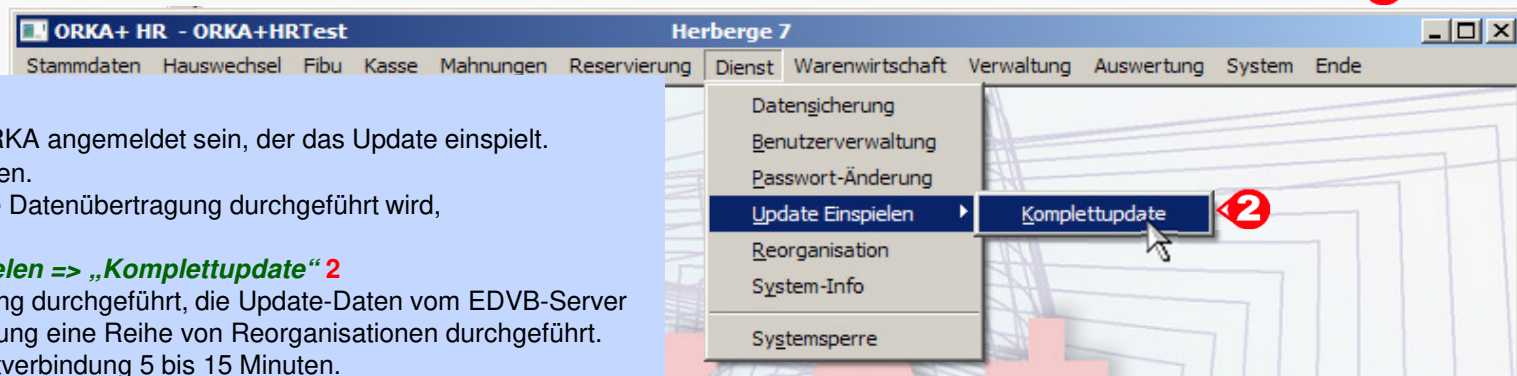 ORKA+ HR - ORKA+HRTest Herberge 7
Stammdaten Hauswechsel Fibu Kasse Mahnungen Reservierung Dienst Warenwirtschaft Verwaltung Auswertung System Ende
Datensicherung
Benutzerverwaltung
Passwort-Änderung
Update Einspielen Komplettupdate 2
Reorganisation
System-Info
Systemsperre
RKA angemeldet sein, der das Update einspielt.
en.
Datenübertragung durchgeführt wird,
elen => „Komplettupdate“ 2
ng durchgeführt, die Update-Daten vom EDVB-Server
ung eine Reihe von Reorganisationen durchgeführt.
tverbindung 5 bis 15 Minuten.